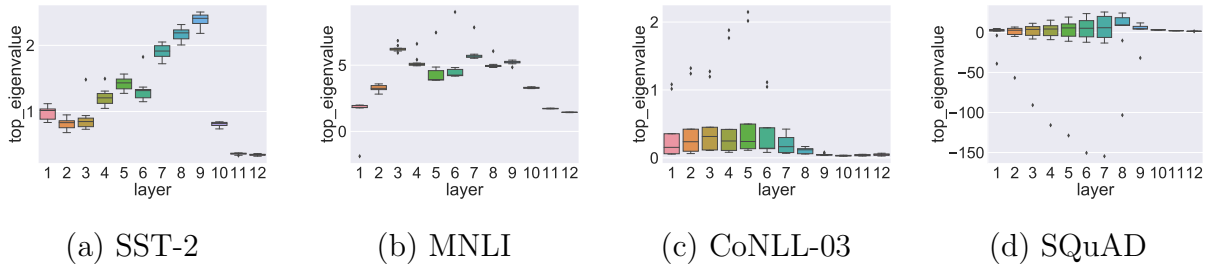 top_eigenvalue
2
1
1 2 3 4 5 6 7 8 9 10 11 12
layer
(a) SST-2
top_eigenvalue
5
0
1 2 3 4 5 6 7 8 9 10 11 12
layer
(b) MNLI
top_eigenvalue
2
1
0
1 2 3 4 5 6 7 8 9 10 11 12
layer
(c) CoNLL-03
top_eigenvalue
0
−50
−100
−150
1 2 3 4 5 6 7 8 9 10 11 12
layer
(d) SQuAD